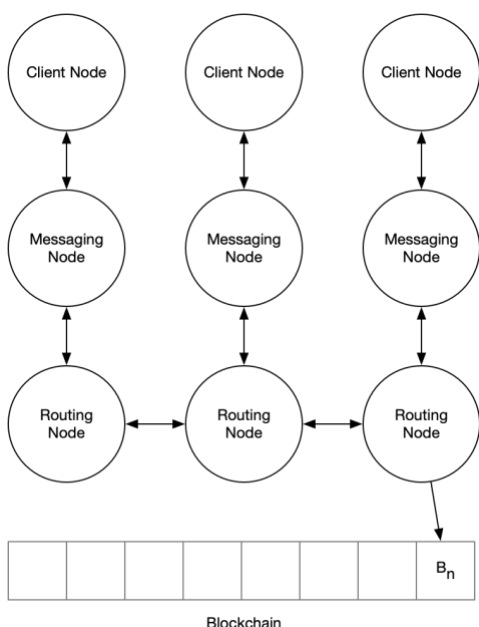 Client Node
Client Node
Client Node
Messaging
Node
Messaging
Node
Messaging
Node
Routing
Node
Routing
Node
Routing
Node
Bn
Blockchain